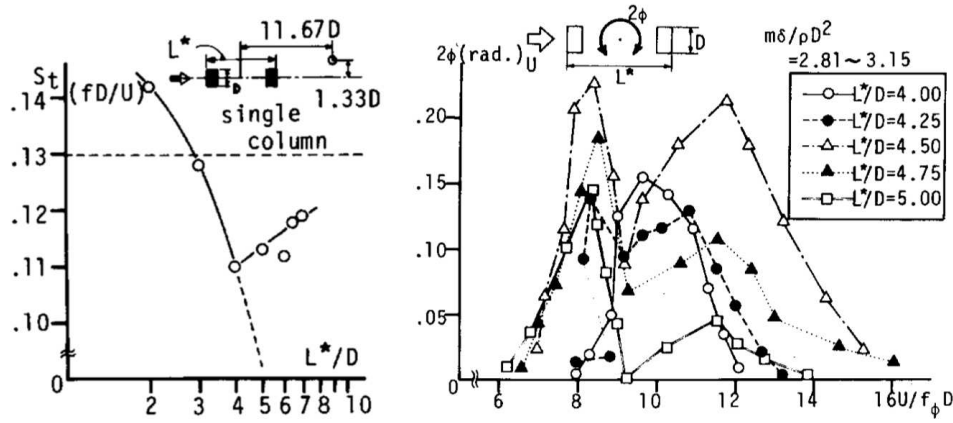 11.67D
L*
D
1.33D
St
(fD/U)
single
column
.14
.13
.11
.10
0
2 3 4 5 6 7 8 10
L*/D
2φ(rad.)
U
2φ
D
L*
mδ/ρD²
=2.81~3.15
L*/D=4.00
L*/D=4.25
L*/D=4.50
L*/D=4.75
L*/D=5.00
0.20
.15
.10
.05
0
6 8 10 12 14 16 U/fφD